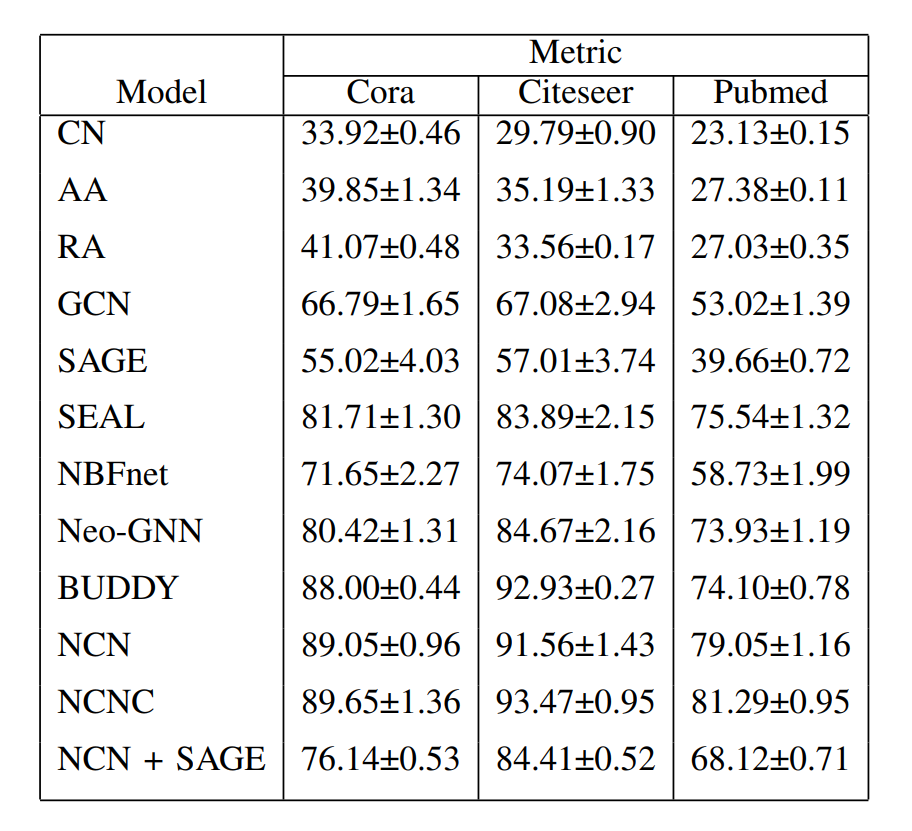 Metric
Model Cora Citeseer Pubmed
CN 33.92±0.46 29.79±0.90 23.13±0.15
AA 39.85±1.34 35.19±1.33 27.38±0.11
RA 41.07±0.48 33.56±0.17 27.03±0.35
GCN 66.79±1.65 67.08±2.94 53.02±1.39
SAGE 55.02±4.03 57.01±3.74 39.66±0.72
SEAL 81.71±1.30 83.89±2.15 75.54±1.32
NBFnet 71.65±2.27 74.07±1.75 58.73±1.99
Neo-GNN 80.42±1.31 84.67±2.16 73.93±1.19
BUDDY 88.00±0.44 92.93±0.27 74.10±0.78
NCN 89.05±0.96 91.56±1.43 79.05±1.16
NCNC 89.65±1.36 93.47±0.95 81.29±0.95
NCN + SAGE 76.14±0.53 84.41±0.52 68.12±0.71